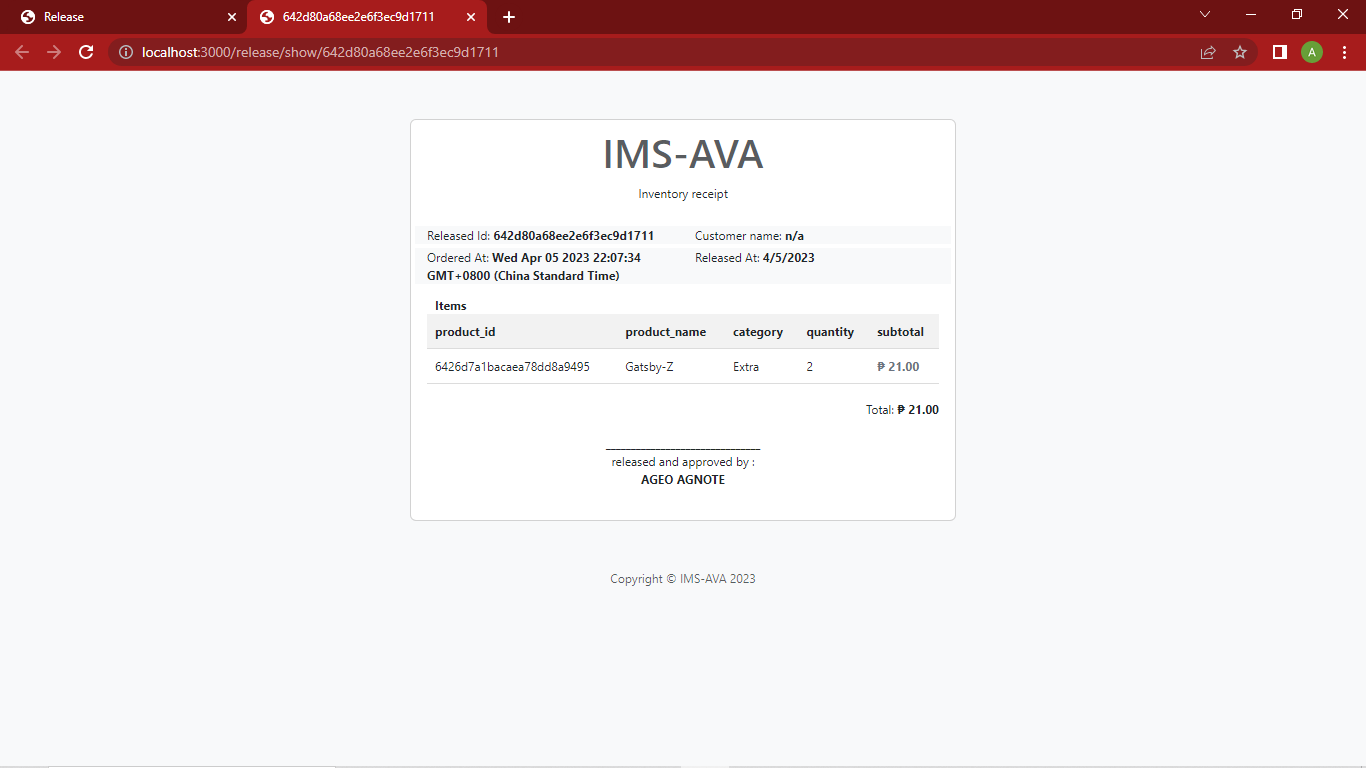 Release
642d80a68ee2e6f3ec9d1711
localhost:3000/release/show/642d80a68ee2e6f3ec9d1711
A
IMS-AVA
Inventory receipt
Released Id: 642d80a68ee2e6f3ec9d1711 Customer name: n/a
Ordered At: Wed Apr 05 2023 22:07:34 Released At: 4/5/2023
GMT+0800 (China Standard Time)
Items
product_id product_name category quantity subtotal
6426d7a1bacaea78dd8a9495 Gatsby-Z Extra 2 ₱ 21.00
Total: ₱ 21.00
released and approved by :
AGEO AGNOTE
Copyright © IMS-AVA 2023